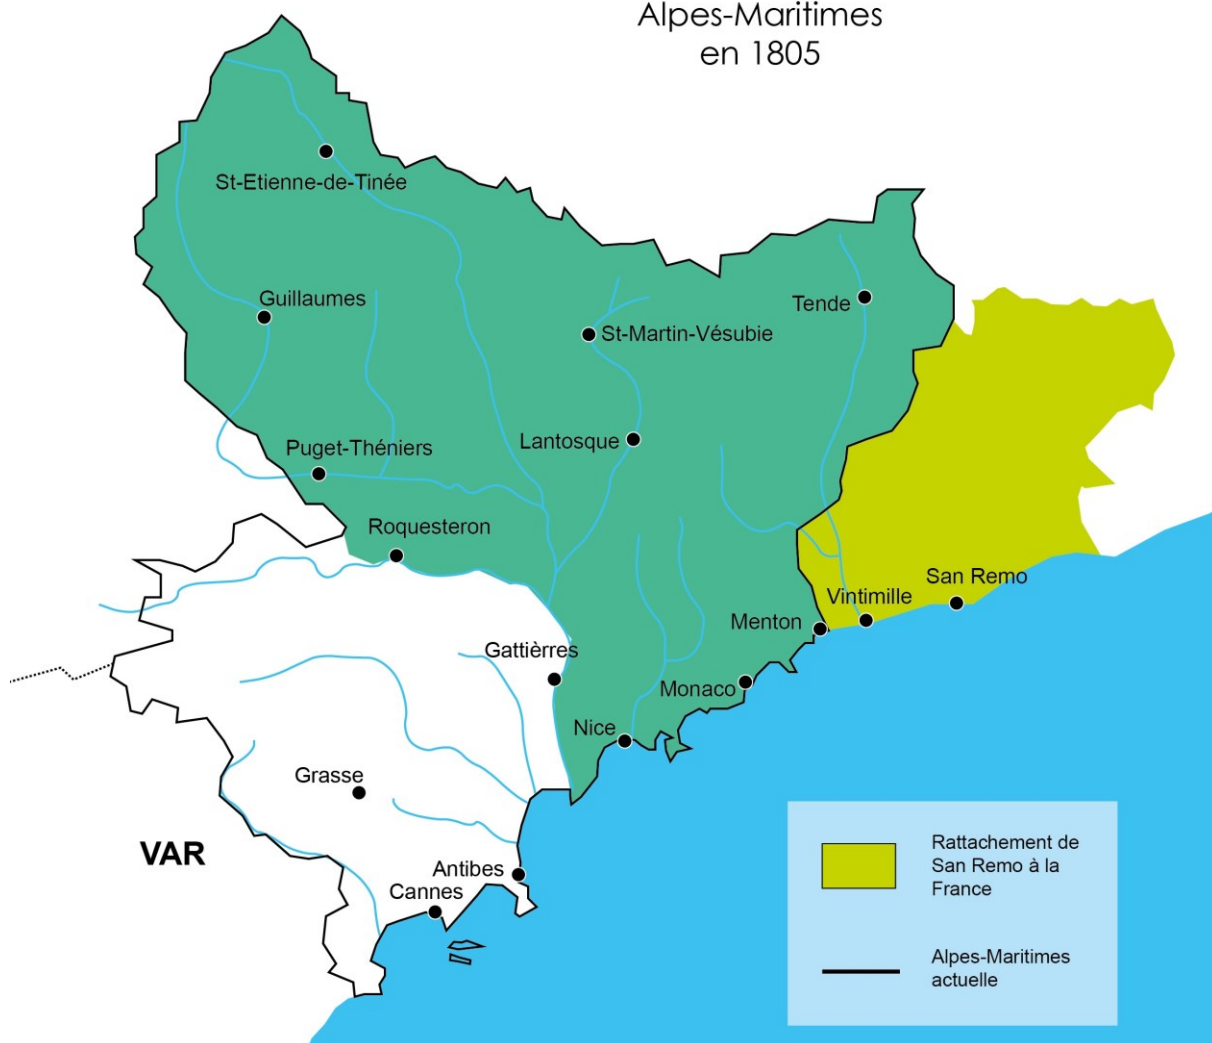 Alpes-Maritimes
en 1805
St-Etienne-de-Tinée
Guillaumes
Tende
St-Martin-Vésubie
Lantosque
Puget-Théniers
Roquesteron
San Remo
Vintimille
Menton
Gattièrres
Monaco
Nice
Grasse
VAR
Antibes
Cannes
Rattachement de
San Remo à la
France
Alpes-Maritimes
actuelle